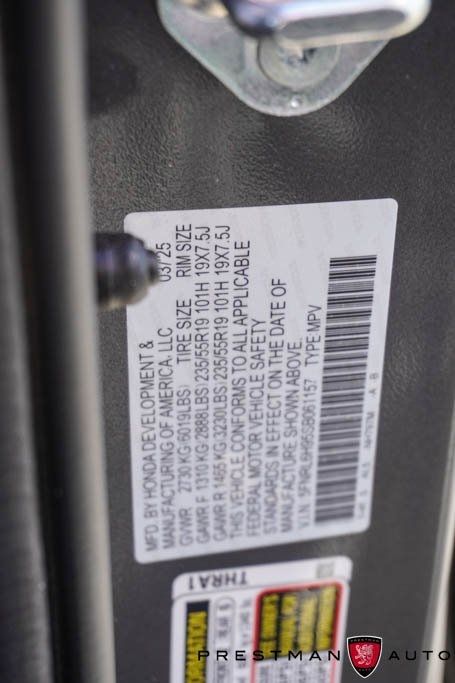 MFD. BY HONDA DEVELOPMENT &
MANUFACTURING OF AMERICA, LLC 03/25
GVWR 2730 KG(6019LBS) TIRE SIZE RIM SIZE
GAWR F 1310 KG(2888LBS) 235/55R19 101H 19X7.5J
GAWR R 1465 KG(3230LBS) 235/55R19 101H 19X7.5J
THIS VEHICLE CONFORMS TO ALL APPLICABLE
FEDERAL MOTOR VEHICLE SAFETY
STANDARDS IN EFFECT ON THE DATE OF
MANUFACTURE SHOWN ABOVE.
V.I.N. TYPE:MPV
A B
THRA1
PRESTMAN AUTO